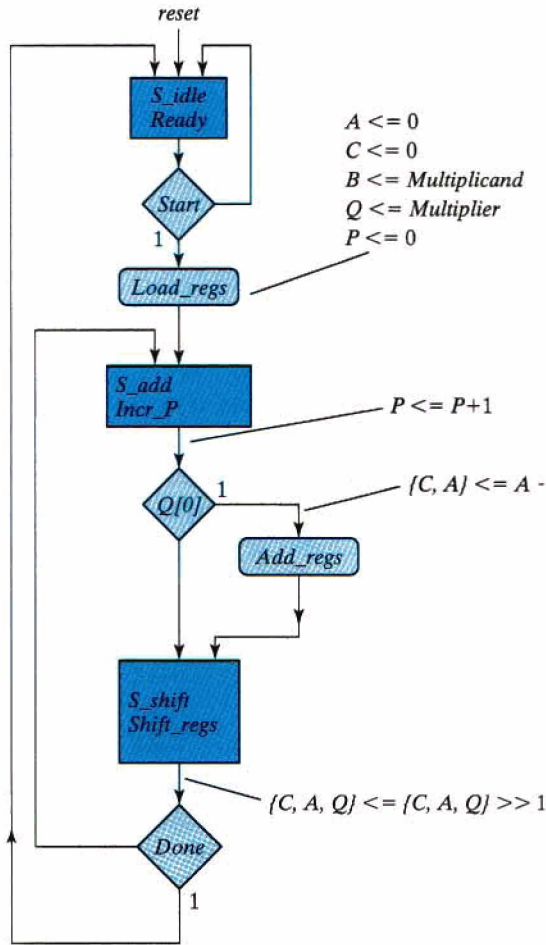 reset
S_idle
Ready
A <= 0
C <= 0
B <= Multiplicand
Q <= Multiplier
P <= 0
Start
1
Load_regs
S_add
Incr_P
P <= P+1
Q[0]
1
{C, A} <= A -
Add_regs
S_shift
Shift_regs
{C, A, Q} <= {C, A, Q} >> 1
Done
1